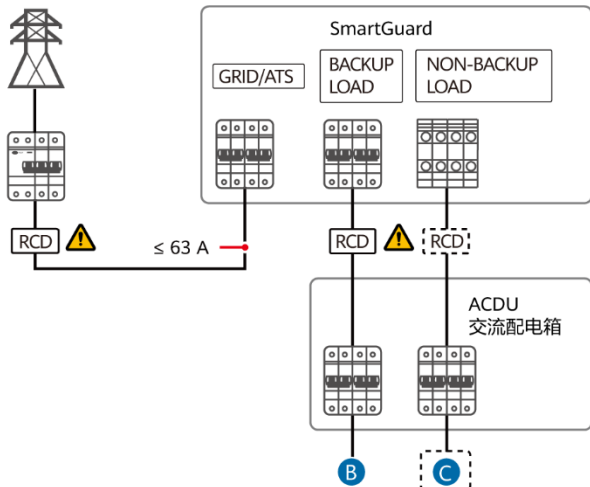 SmartGuard
GRID/ATS
BACKUP
LOAD
NON-BACKUP
LOAD
RCD
≤ 63 A
RCD
RCD
ACDU
交流配电箱
B
C